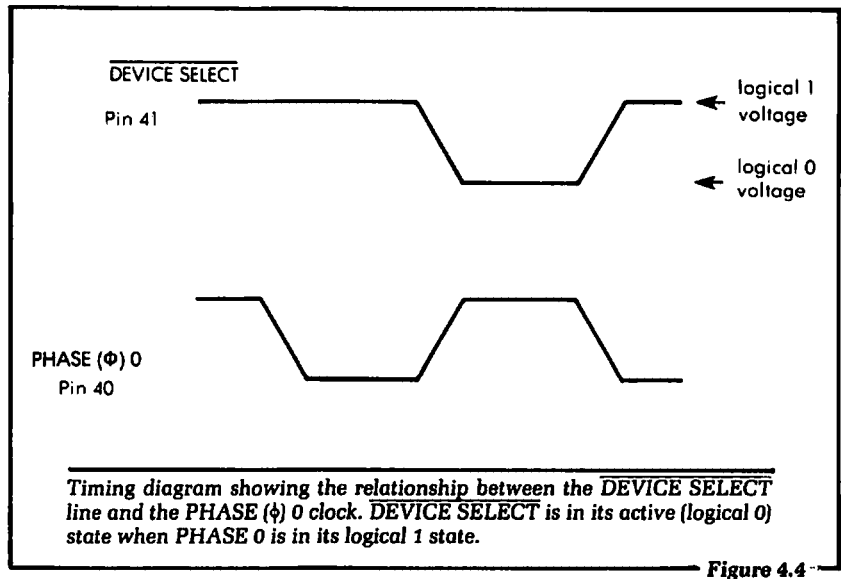 DEVICE SELECT
Pin 41
logical 1
voltage
logical 0
voltage
PHASE (Φ) 0
Pin 40
Timing diagram showing the relationship between the DEVICE SELECT
line and the PHASE (ϕ) 0 clock. DEVICE SELECT is in its active (logical 0)
state when PHASE 0 is in its logical 1 state.
Figure 4.4